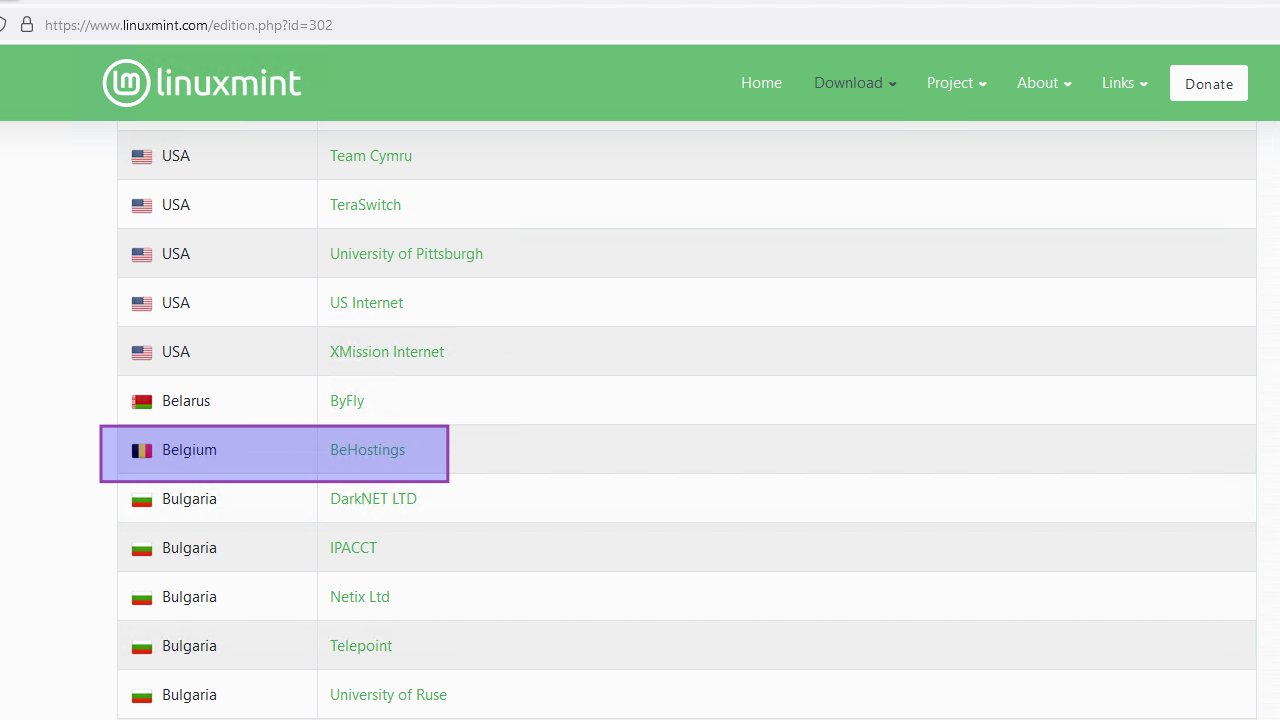 https://www.linuxmint.com/edition.php?id=302
lm linuxmint Home Download Project About Links Donate
USA Team Cymru
USA TeraSwitch
USA University of Pittsburgh
USA US Internet
USA XMission Internet
Belarus ByFly
Belgium BeHostings
Bulgaria DarkNET LTD
Bulgaria IPACCT
Bulgaria Netix Ltd
Bulgaria Telepoint
Bulgaria University of Ruse